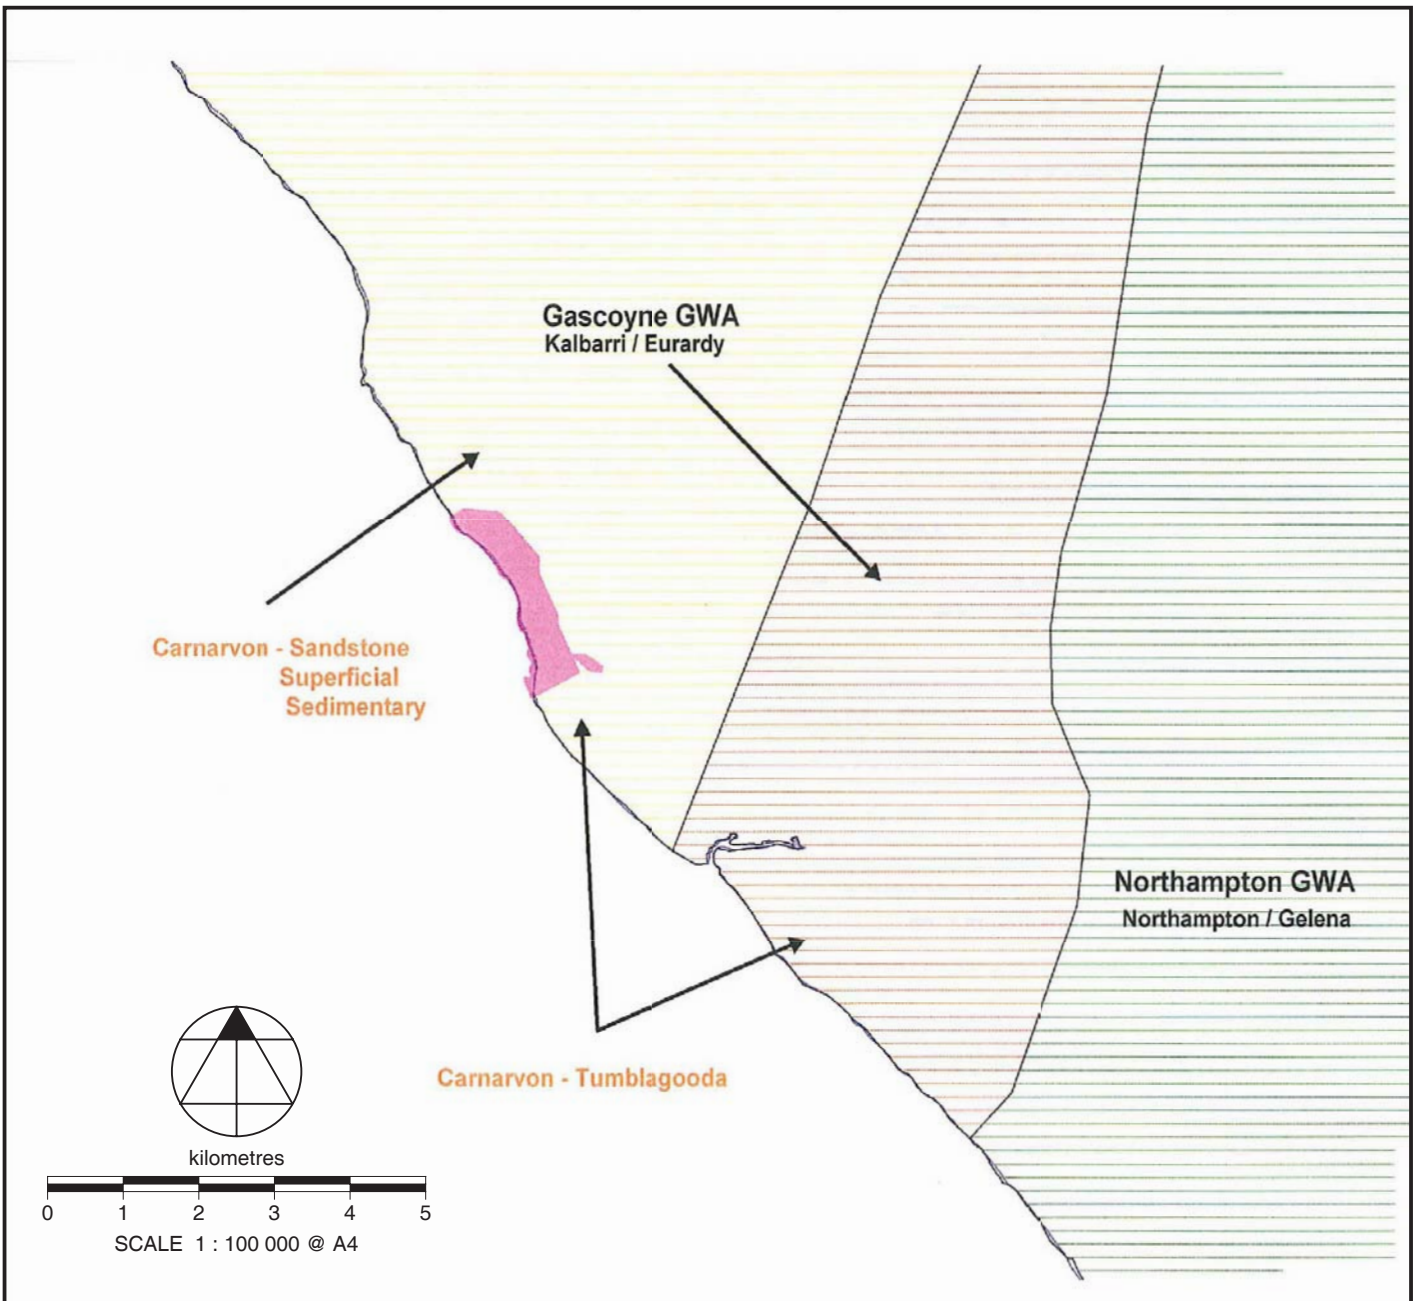 Gascoyne GWA
Kalbarri / Eurardy
Carnarvon - Sandstone
Superficial
Sedimentary
Northampton GWA
Northampton / Gelena
Carnarvon - Tumblagooda
kilometres
0 1 2 3 4 5
SCALE 1 : 100 000 @ A4